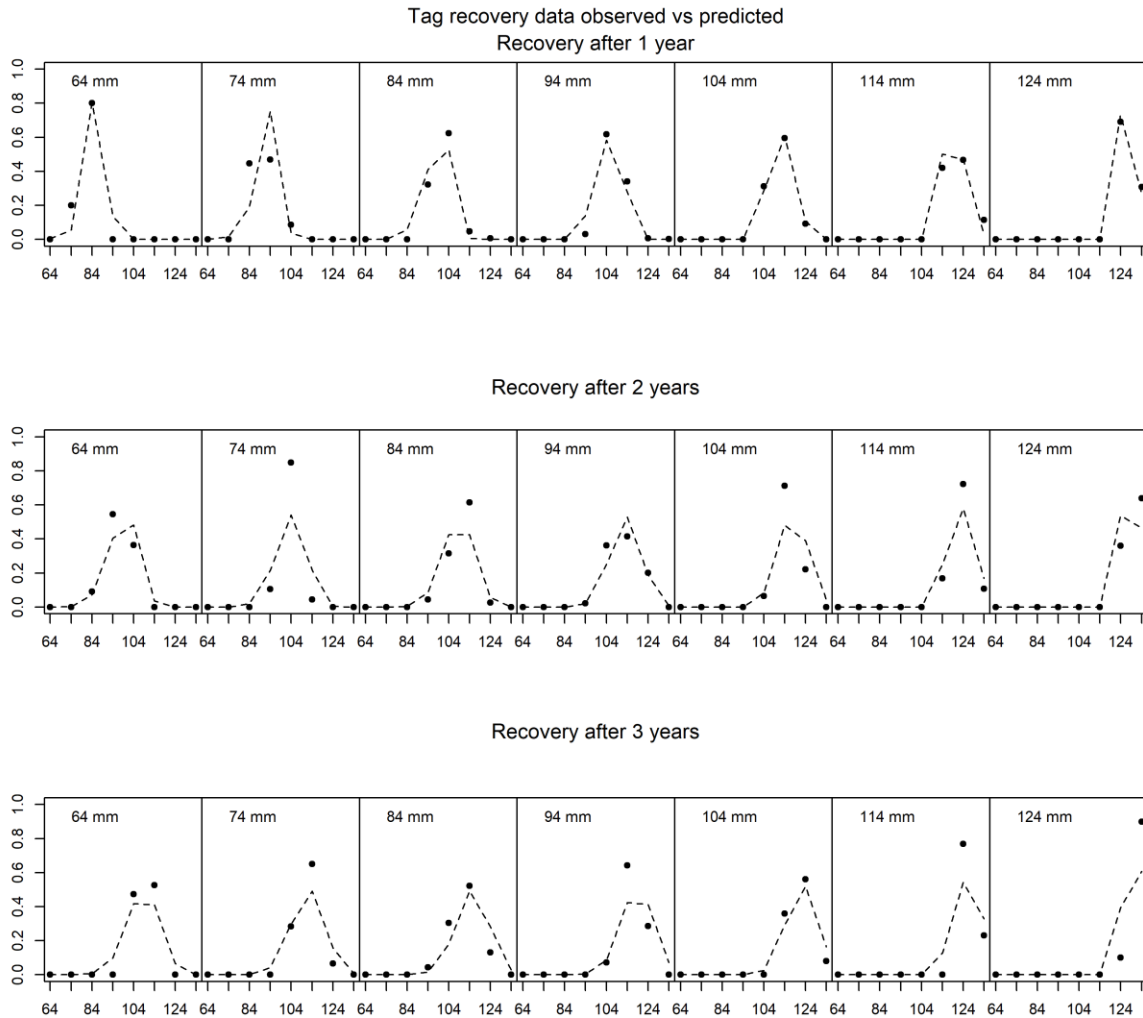 Tag recovery data observed vs predicted
Recovery after 1 year
64 mm 74 mm 84 mm 94 mm 104 mm 114 mm 124 mm
1.0
0.8
0.6
0.4
0.2
0.0
64 84 104 124 64 84 104 124 64 84 104 124 64 84 104 124 64 84 104 124 64 84 104 124 64 84 104 124
Recovery after 2 years
64 mm 74 mm 84 mm 94 mm 104 mm 114 mm 124 mm
1.0
0.8
0.6
0.4
0.2
0.0
64 84 104 124 64 84 104 124 64 84 104 124 64 84 104 124 64 84 104 124 64 84 104 124 64 84 104 124
Recovery after 3 years
64 mm 74 mm 84 mm 94 mm 104 mm 114 mm 124 mm
1.0
0.8
0.6
0.4
0.2
0.0
64 84 104 124 64 84 104 124 64 84 104 124 64 84 104 124 64 84 104 124 64 84 104 124 64 84 104 124